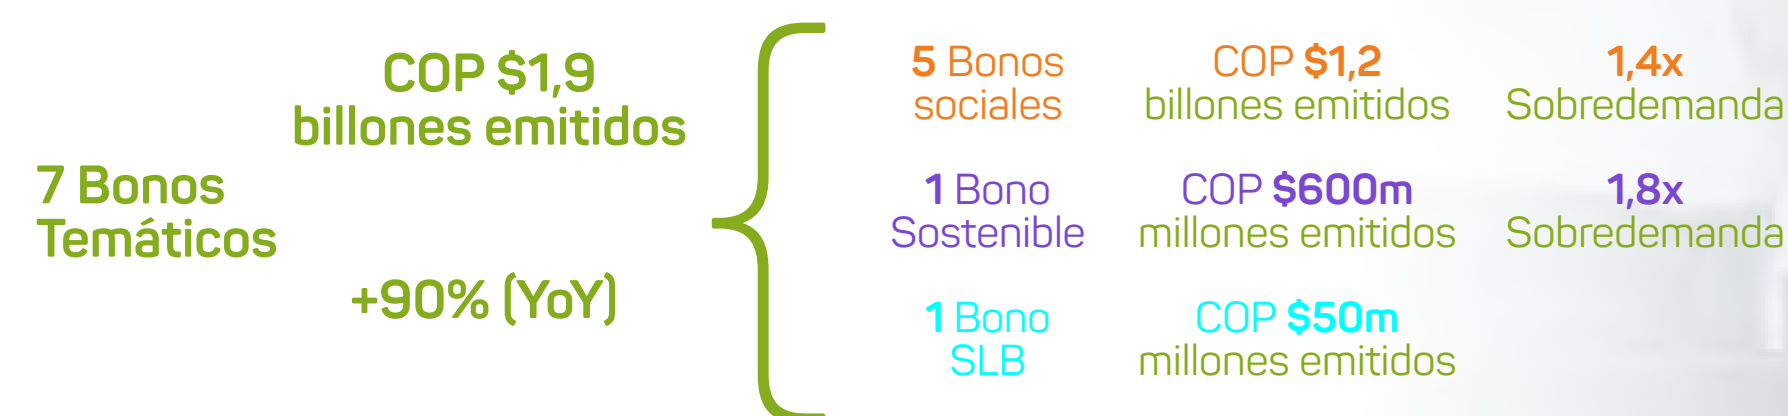 7 Bonos
Temáticos
COP $1,9
billones emitidos
+90% (YoY)
5 Bonos
sociales
COP $1,2
billones emitidos
1,4x
Sobredemanda
1 Bono
Sostenible
COP $600m
millones emitidos
1,8x
Sobredemanda
1 Bono
SLB
COP $50m
millones emitidos